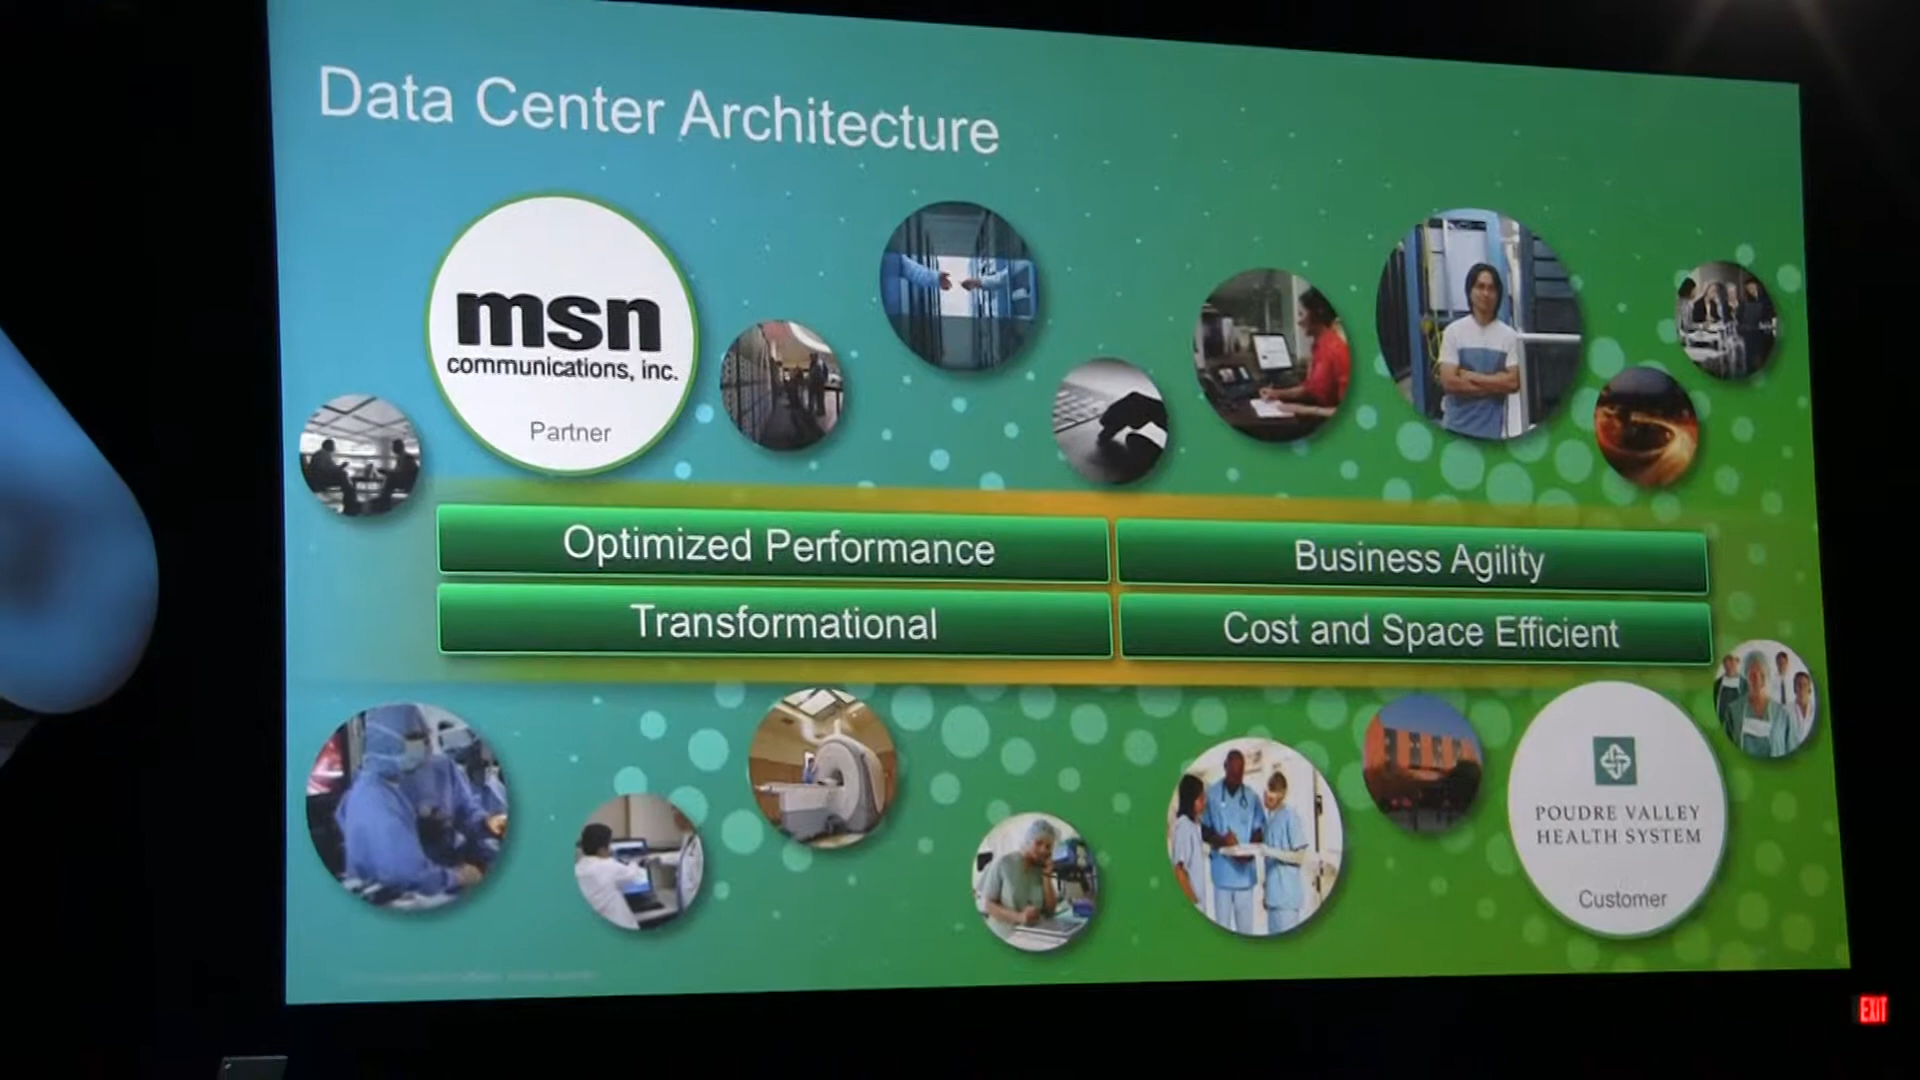 Data Center Architecture
msn
communications, inc.
Partner
Optimized Performance
Business Agility
Transformational
Cost and Space Efficient
POUDRE VALLEY
HEALTH SYSTEM
Customer
EXIT